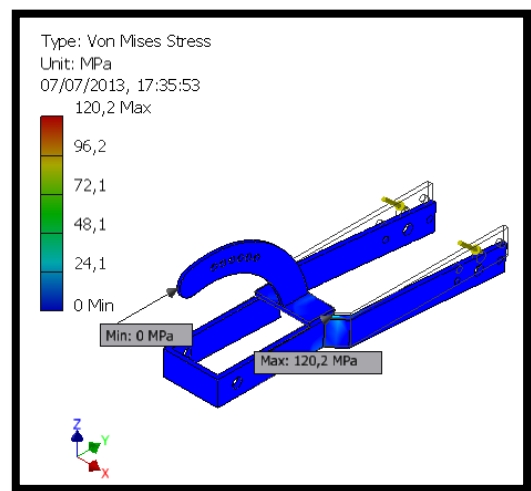 Type: Von Mises Stress
Unit: MPa
07/07/2013, 17:35:53
120,2 Max
96,2
72,1
48,1
24,1
0 Min
Min: 0 MPa
Max: 120,2 MPa
Z
Y
X